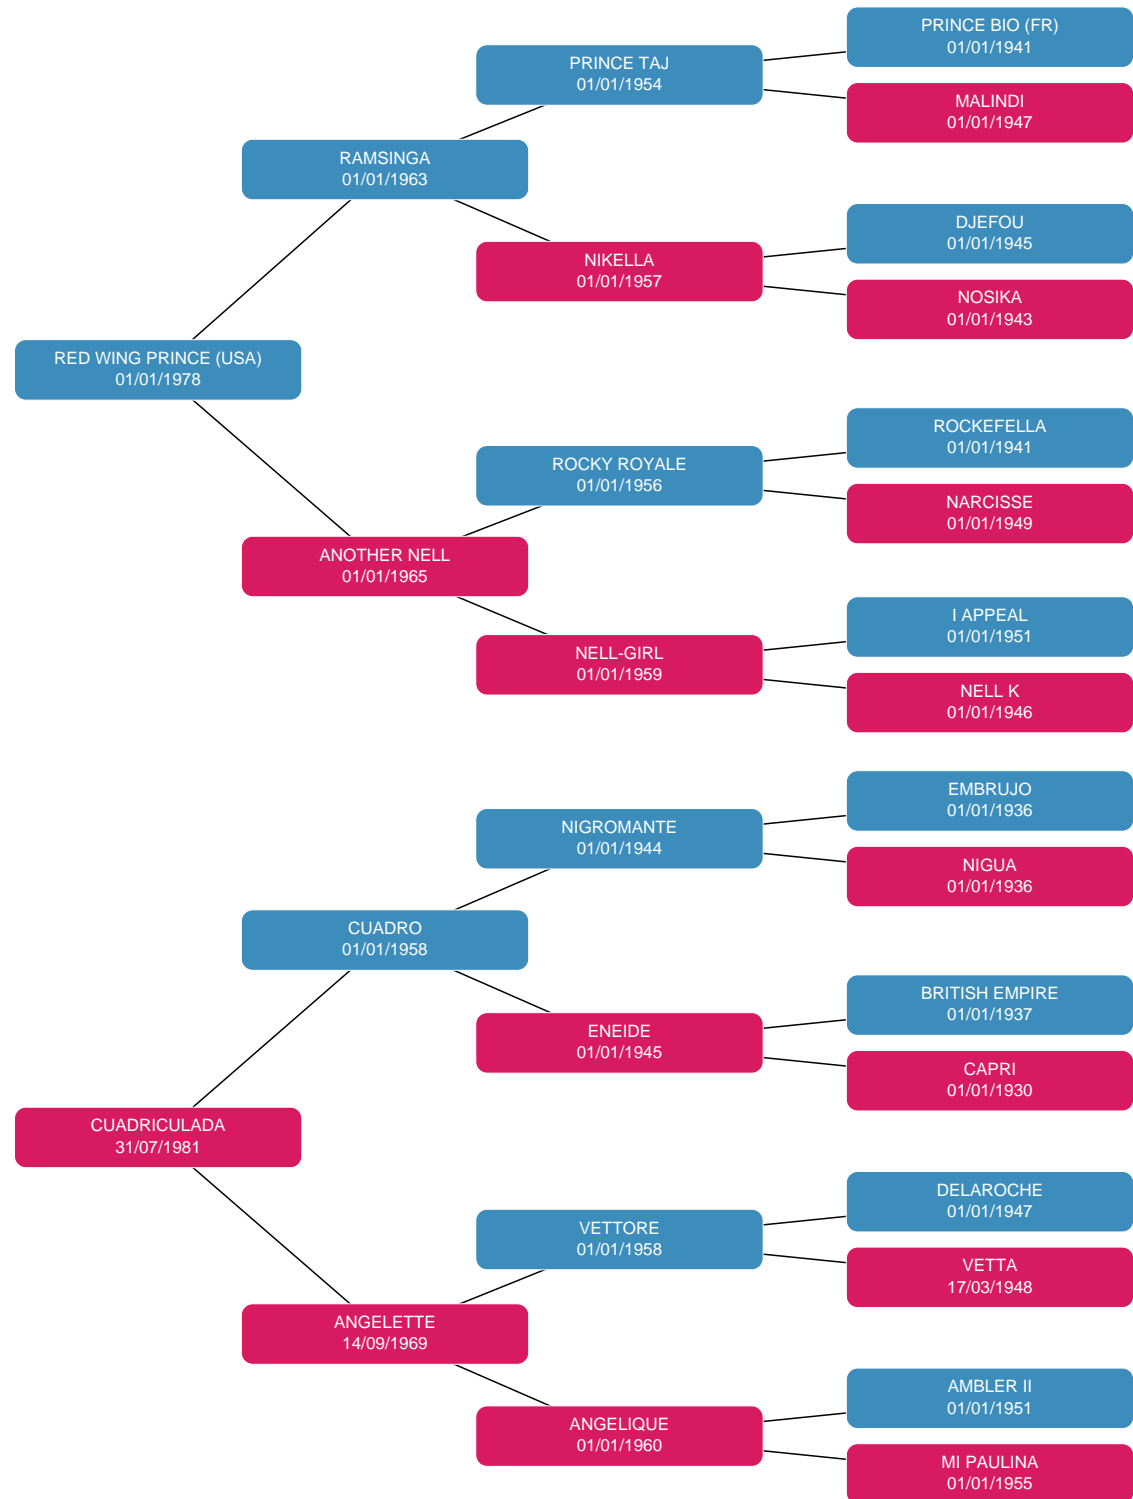 PRINCE BIO (FR)
01/01/1941
PRINCE TAJ
01/01/1954
MALINDI
01/01/1947
RAMSINGA
01/01/1963
DJEFOU
01/01/1945
NIKELLA
01/01/1957
NOSIKA
01/01/1943
RED WING PRINCE (USA)
01/01/1978
ROCKEFELLA
01/01/1941
ROCKY ROYALE
01/01/1956
NARCISSE
01/01/1949
ANOTHER NELL
01/01/1965
I APPEAL
01/01/1951
NELL-GIRL
01/01/1959
NELL K
01/01/1946
EMBRUJO
01/01/1936
NIGROMANTE
01/01/1944
NIGUA
01/01/1936
CUADRO
01/01/1958
BRITISH EMPIRE
01/01/1937
ENEIDE
01/01/1945
CAPRI
01/01/1930
CUADRICULADA
31/07/1981
DELAROCHE
01/01/1947
VETTORE
01/01/1958
VETTA
17/03/1948
ANGELETTE
14/09/1969
AMBLER II
01/01/1951
ANGELIQUE
01/01/1960
MI PAULINA
01/01/1955